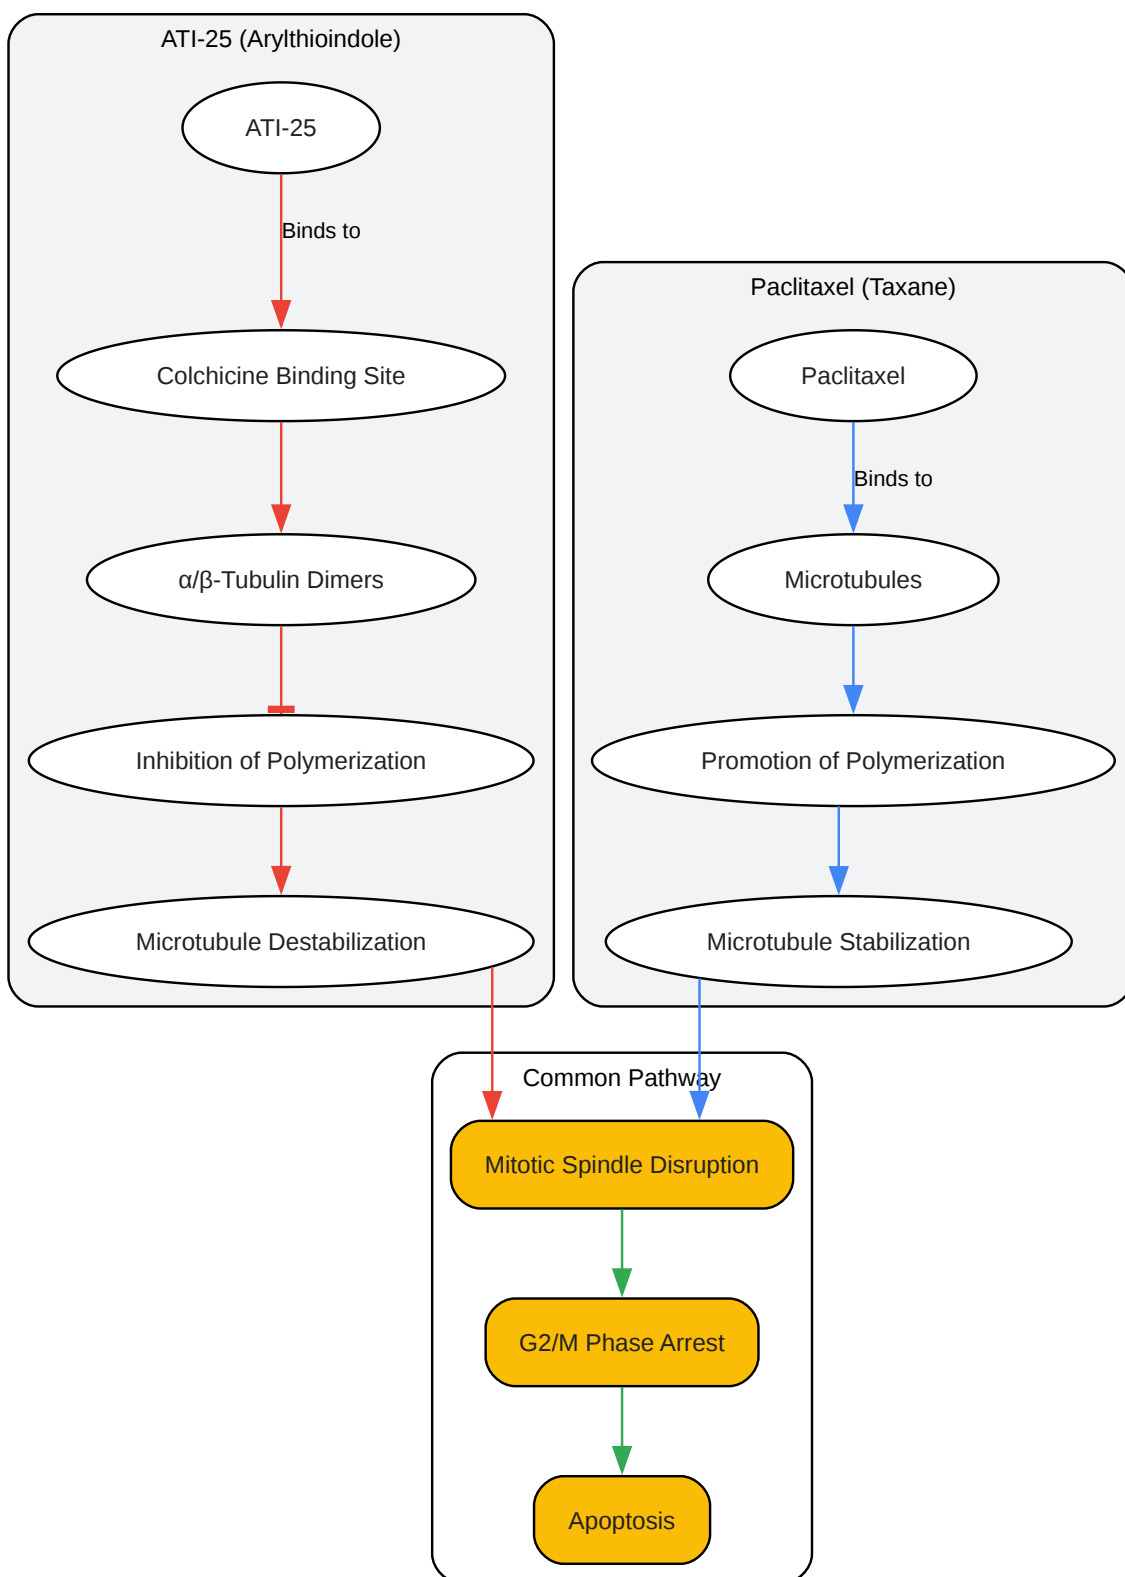 ATI-25 (Arylthioindole)
ATI-25
Binds to
Colchicine Binding Site
α/β-Tubulin Dimers
Inhibition of Polymerization
Microtubule Destabilization
Paclitaxel (Taxane)
Paclitaxel
Binds to
Microtubules
Promotion of Polymerization
Microtubule Stabilization
Common Pathway
Mitotic Spindle Disruption
G2/M Phase Arrest
Apoptosis